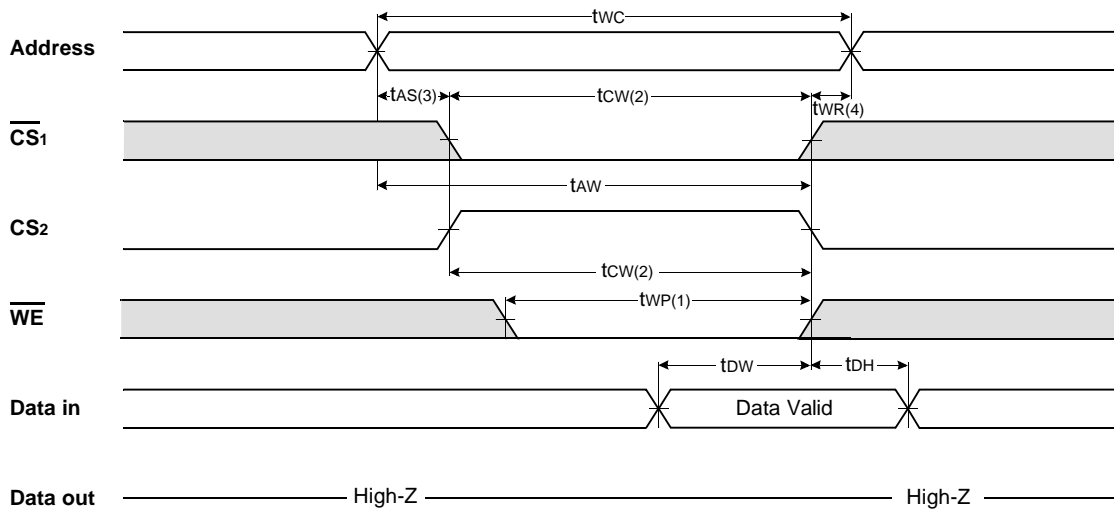 tWC
Address
tAS(3) tCW(2) tWR(4)
CS1
tAW
CS2
tCW(2)
tWP(1)
WE
tDW tDH
Data in Data Valid
Data out High-Z High-Z